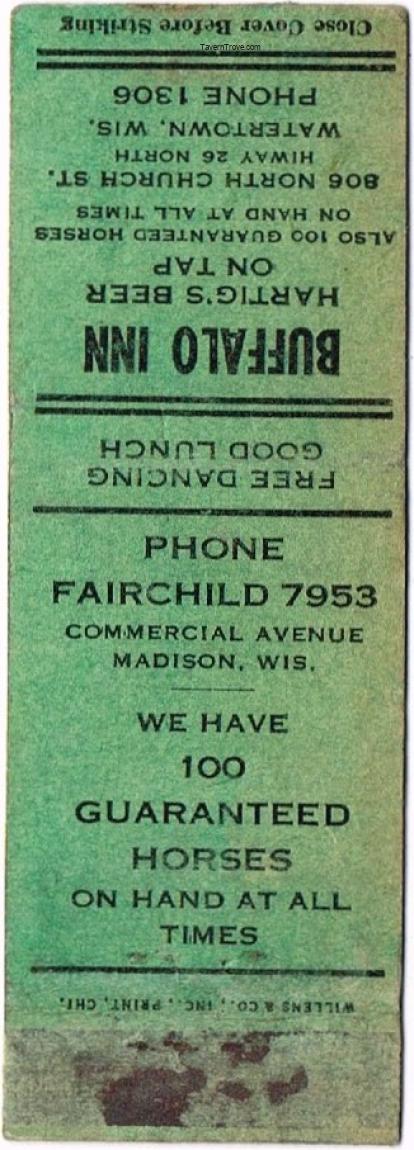 Close Cover Before Striking
TavernTrove.com
FREE DANCING
GOOD LUNCH
BUFFALO INN
HARTIG'S BEER
ON TAP
ALSO 100 GUARANTEED HORSES
ON HAND AT ALL TIMES
806 NORTH CHURCH ST.
HIWAY 26 NORTH
WATERTOWN, WIS.
PHONE 1306
PHONE
FAIRCHILD 7953
COMMERCIAL AVENUE
MADISON, WIS.
WE HAVE
100
GUARANTEED
HORSES
ON HAND AT ALL
TIMES
WILLENS & CO., INC., PRINT, CHI.